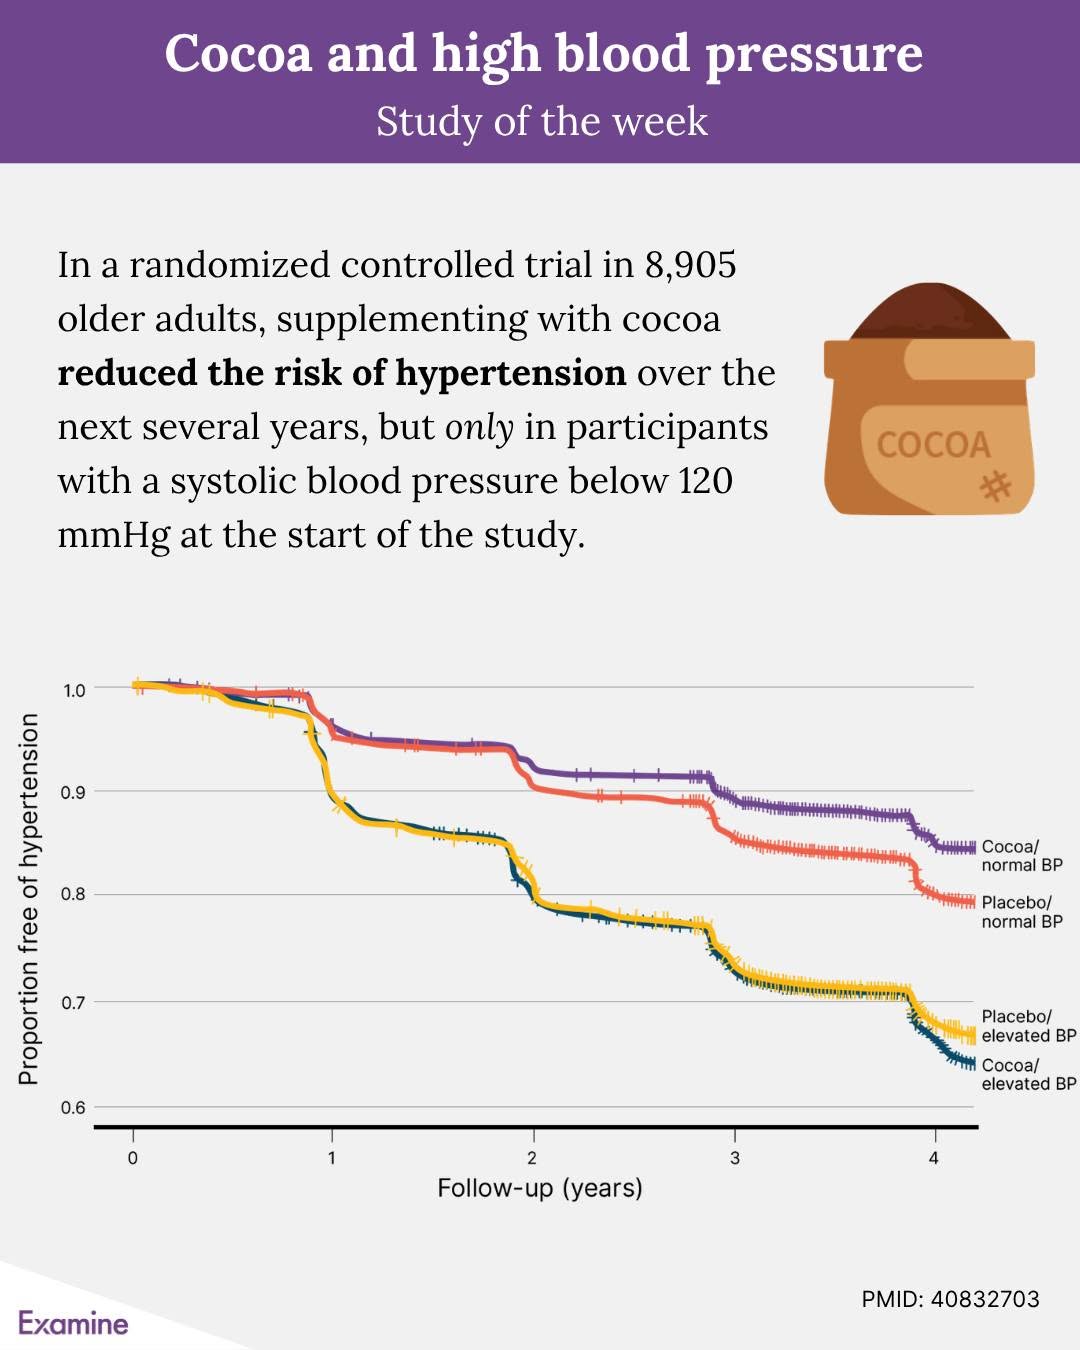 Cocoa and high blood pressure
Study of the week
In a randomized controlled trial in 8,905
older adults, supplementing with cocoa
reduced the risk of hypertension over the
next several years, but only in participants
with a systolic blood pressure below 120
mmHg at the start of the study.
COCOA
Proportion free of hypertension
1.0
0.9
0.8
0.7
0.6
Cocoa/
normal BP
Placebo/
normal BP
Placebo/
elevated BP
Cocoa/
elevated BP
0
1
2
3
4
Follow-up (years)
PMID: 40832703
Examine